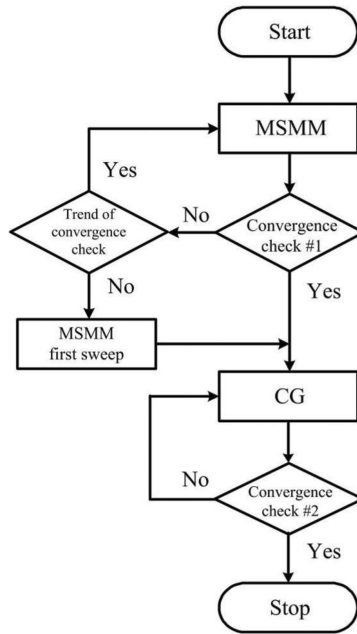 Start
MSMM
Yes
No
Trend of
convergence
check
Convergence
check #1
No
Yes
MSMM
first sweep
CG
No
Convergence
check #2
Yes
Stop